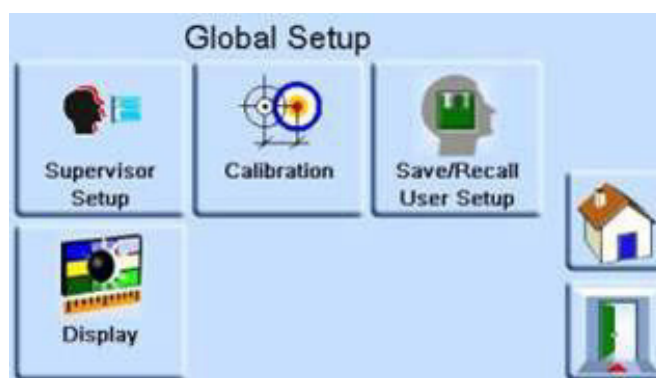 Global Setup
Supervisor
Setup
Calibration
Save/Recall
User Setup
Display